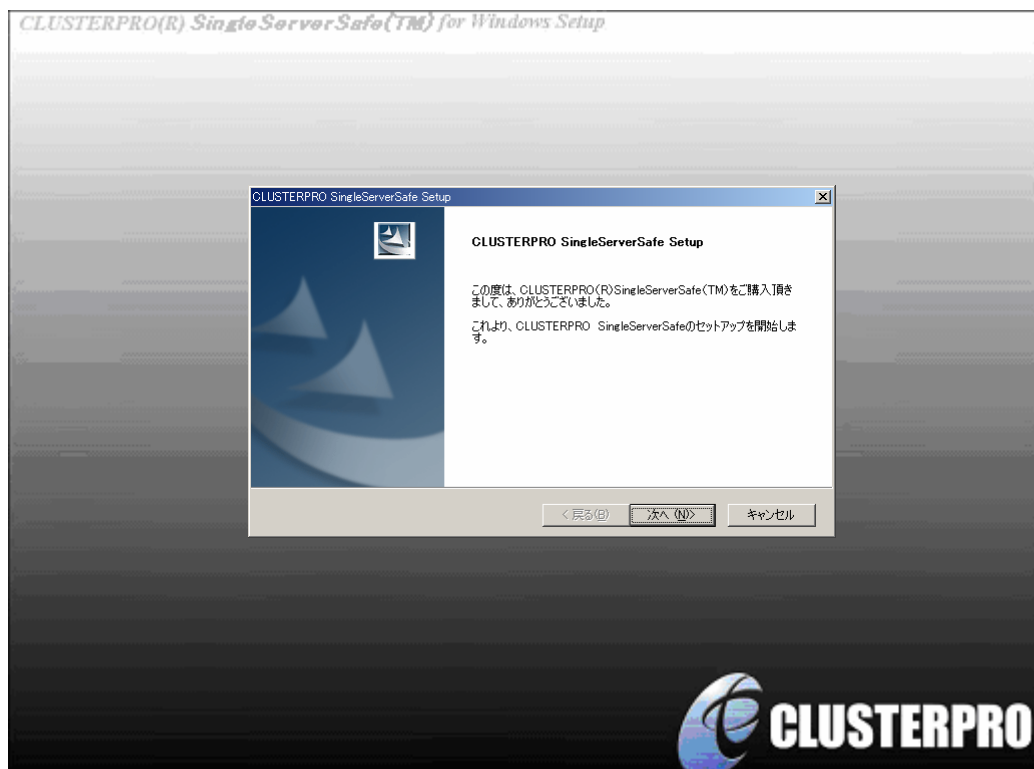 CLUSTERPRO(R) SingleServerSafe(TM) for Windows Setup
CLUSTERPRO SingleServerSafe Setup
CLUSTERPRO SingleServerSafe Setup
この度は、CLUSTERPRO(R)SingleServerSafe(TM)をご購入頂き
まして、ありがとうございました。
これより、CLUSTERPRO SingleServerSafeのセットアップを開始しま
す。
< 戻る(B) 次へ (N)> キャンセル
CLUSTERPRO